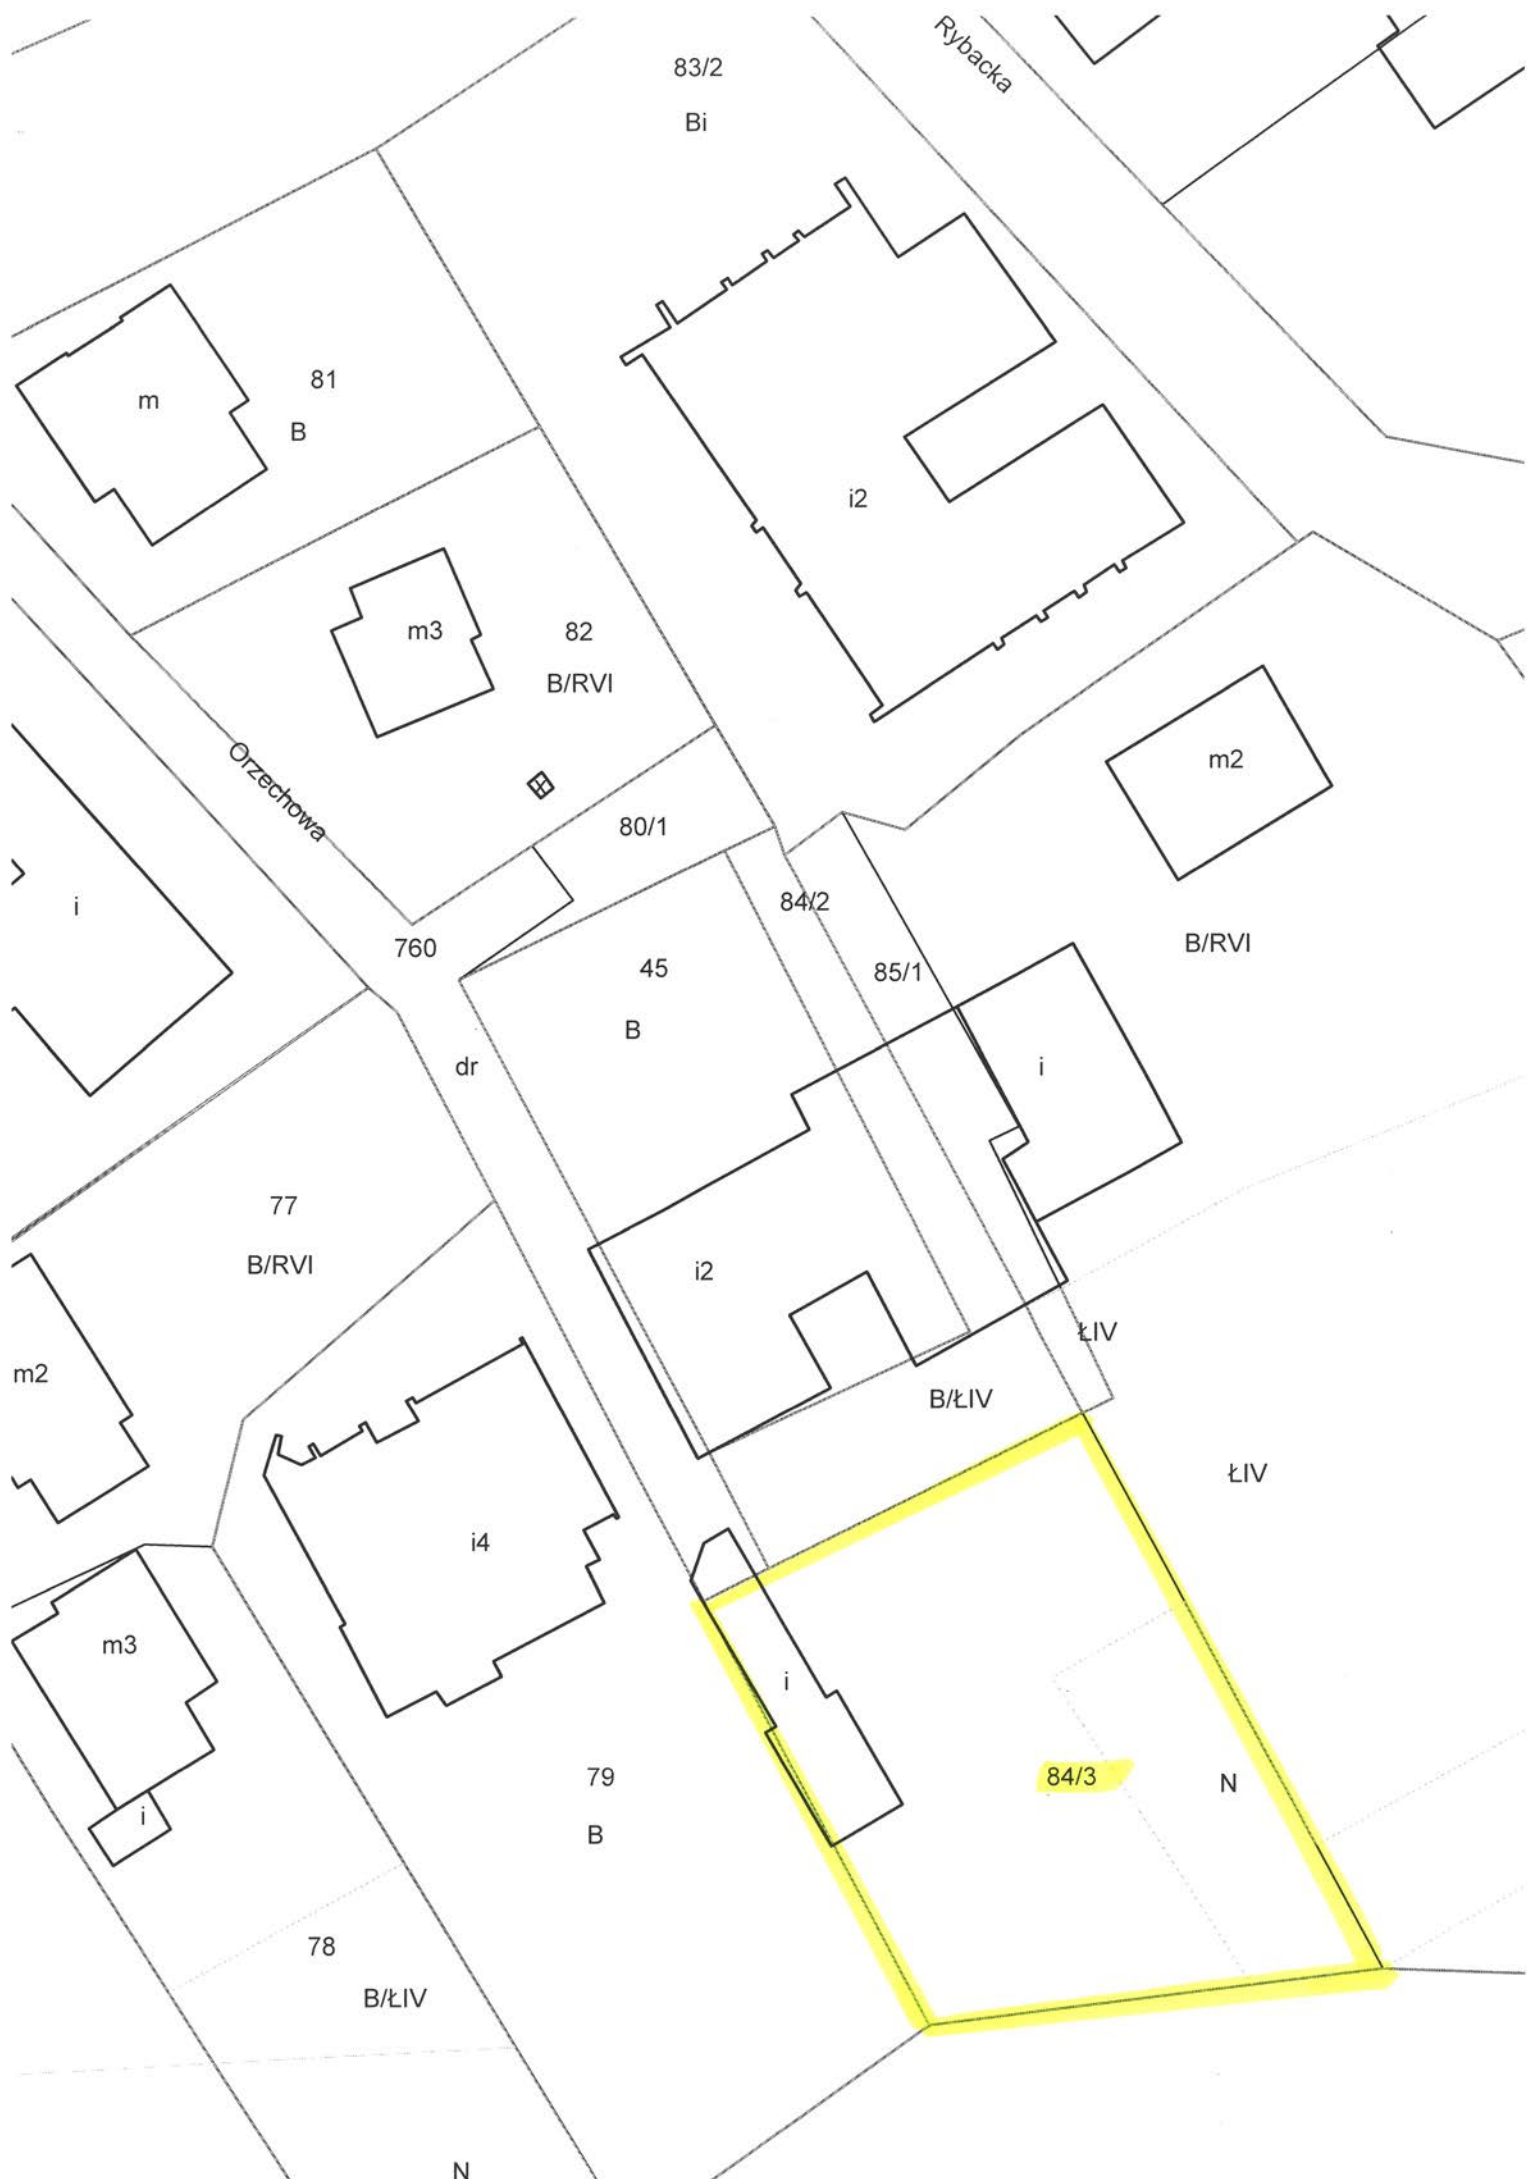 Rybacka
83/2
Bi
81
m
B
i2
m3
82
B/RVI
Orzechowa
m2
80/1
i
84/2
760
45
85/1
B/RVI
B
dr
i
77
B/RVI
i2
ŁIV
m2
B/ŁIV
ŁIV
i4
m3
i
79
84/3
N
i
B
78
B/ŁIV
N